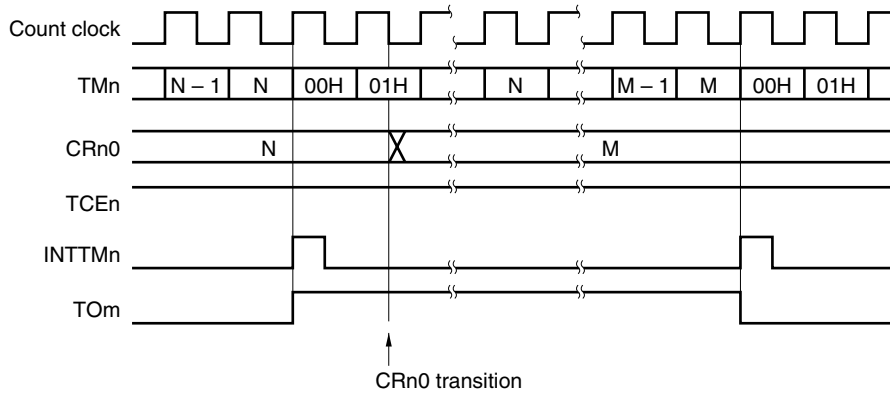 Count clock
TMn N – 1 N 00H 01H N M – 1 M 00H 01H
CRn0 N M
TCEn
INTTMn
TOm
CRn0 transition